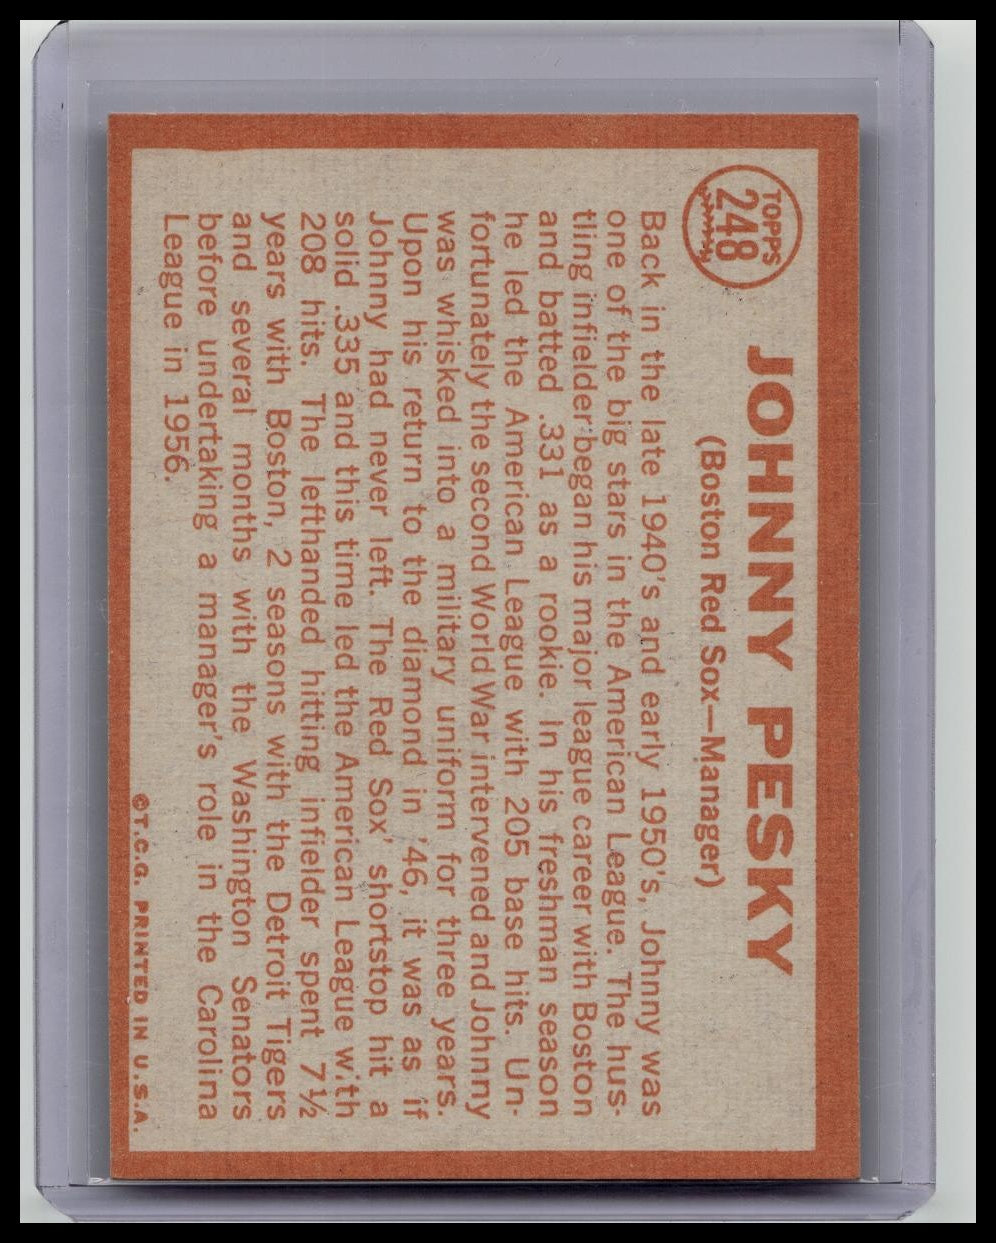 TOPPS
248
JOHNNY PESKY
(Boston Red Sox—Manager)
Back in the late 1940's and early 1950's, Johnny was
one of the big stars in the American League. The hus-
tling infielder began his major league career with Boston
and batted .331 as a rookie. In his freshman season
he led the American League with 205 base hits. Un-
fortunately the second World War intervened and Johnny
was whisked into a military uniform for three years.
Upon his return to the diamond in '46, it was as if
Johnny had never left. The Red Sox' shortstop hit a
solid .335 and this time led the American League with
208 hits. The lefthanded hitting infielder spent 7½
years with Boston, 2 seasons with the Detroit Tigers
and several months with the Washington Senators
before undertaking a manager's role in the Carolina
League in 1956.
©T.C.G. PRINTED IN U.S.A.